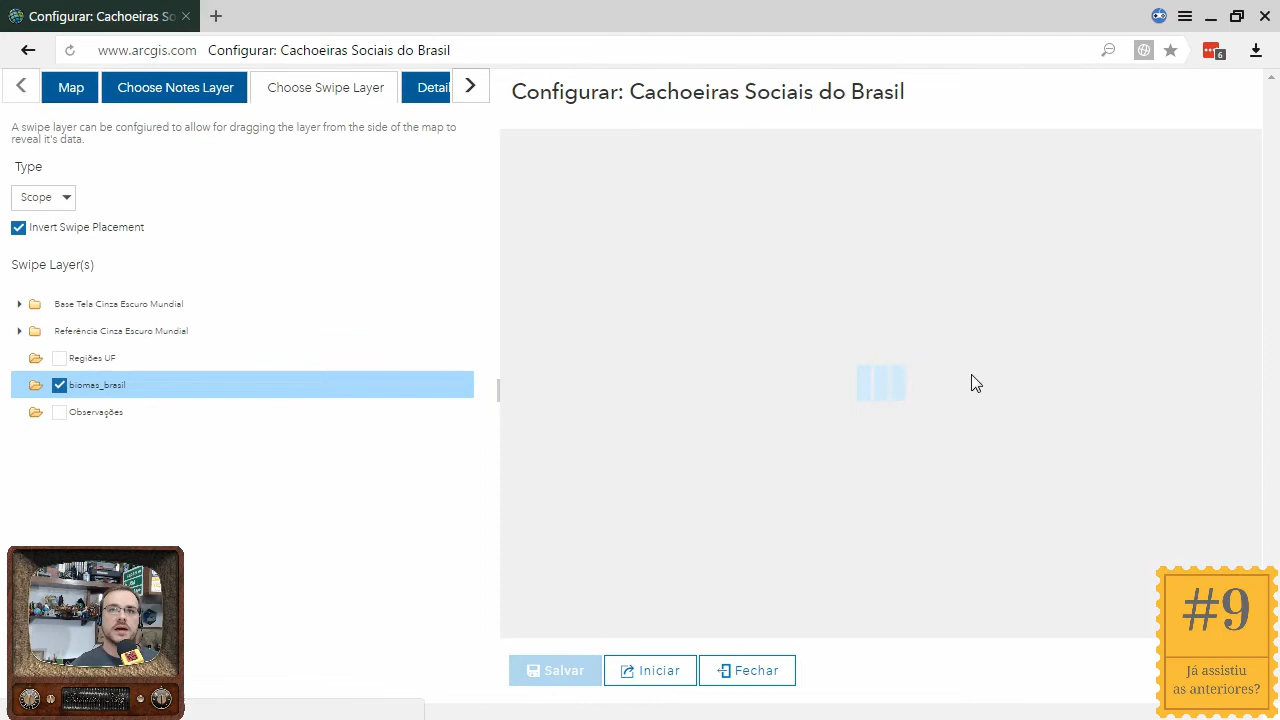 Configurar: Cachoeiras So
www.arcgis.com Configurar: Cachoeiras Sociais do Brasil
6
Map
Choose Notes Layer
Choose Swipe Layer
Detail
Configurar: Cachoeiras Sociais do Brasil
A swipe layer can be confgiured to allow for dragging the layer from the side of the map to
reveal it's data.
Type
Scope
Invert Swipe Placement
Swipe Layer(s)
Base Tela Cinza Escuro Mundial
Referência Cinza Escuro Mundial
Regiões UF
biomas_brasil
Observações
Salvar
Iniciar
Fechar
#9
Já assistiu
as anteriores?